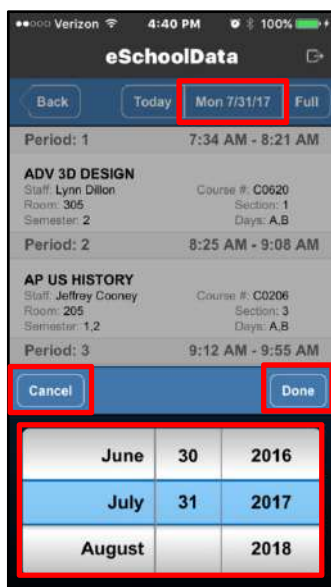 Verizon 4:40 PM 100%
eSchoolData
Back Today Mon 7/31/17 Full
Period: 1 7:34 AM - 8:21 AM
ADV 3D DESIGN
Staff: Lynn Dillon Course #: C0620
Room: 305 Section: 1
Semester: 2 Days: A,B
Period: 2 8:25 AM - 9:08 AM
AP US HISTORY
Staff: Jeffrey Cooney Course #: C0206
Room: 205 Section: 3
Semester: 1,2 Days: A,B
Period: 3 9:12 AM - 9:55 AM
Cancel Done
June 30 2016
July 31 2017
August 2018